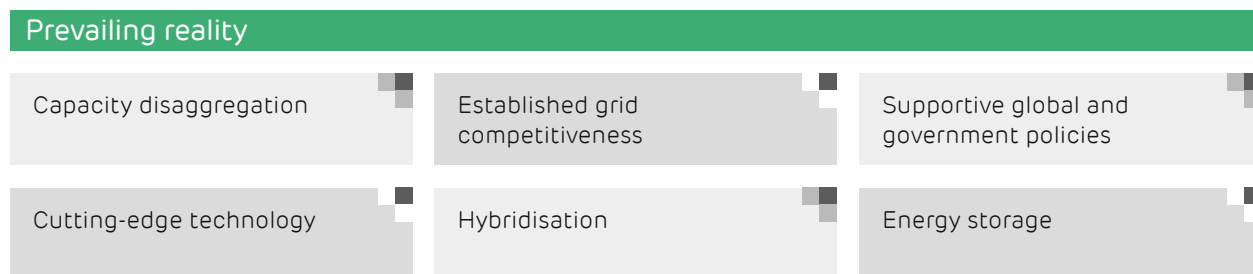 Prevailing reality
Capacity disaggregation
Established grid
competitiveness
Supportive global and
government policies
Cutting-edge technology
Hybridisation
Energy storage